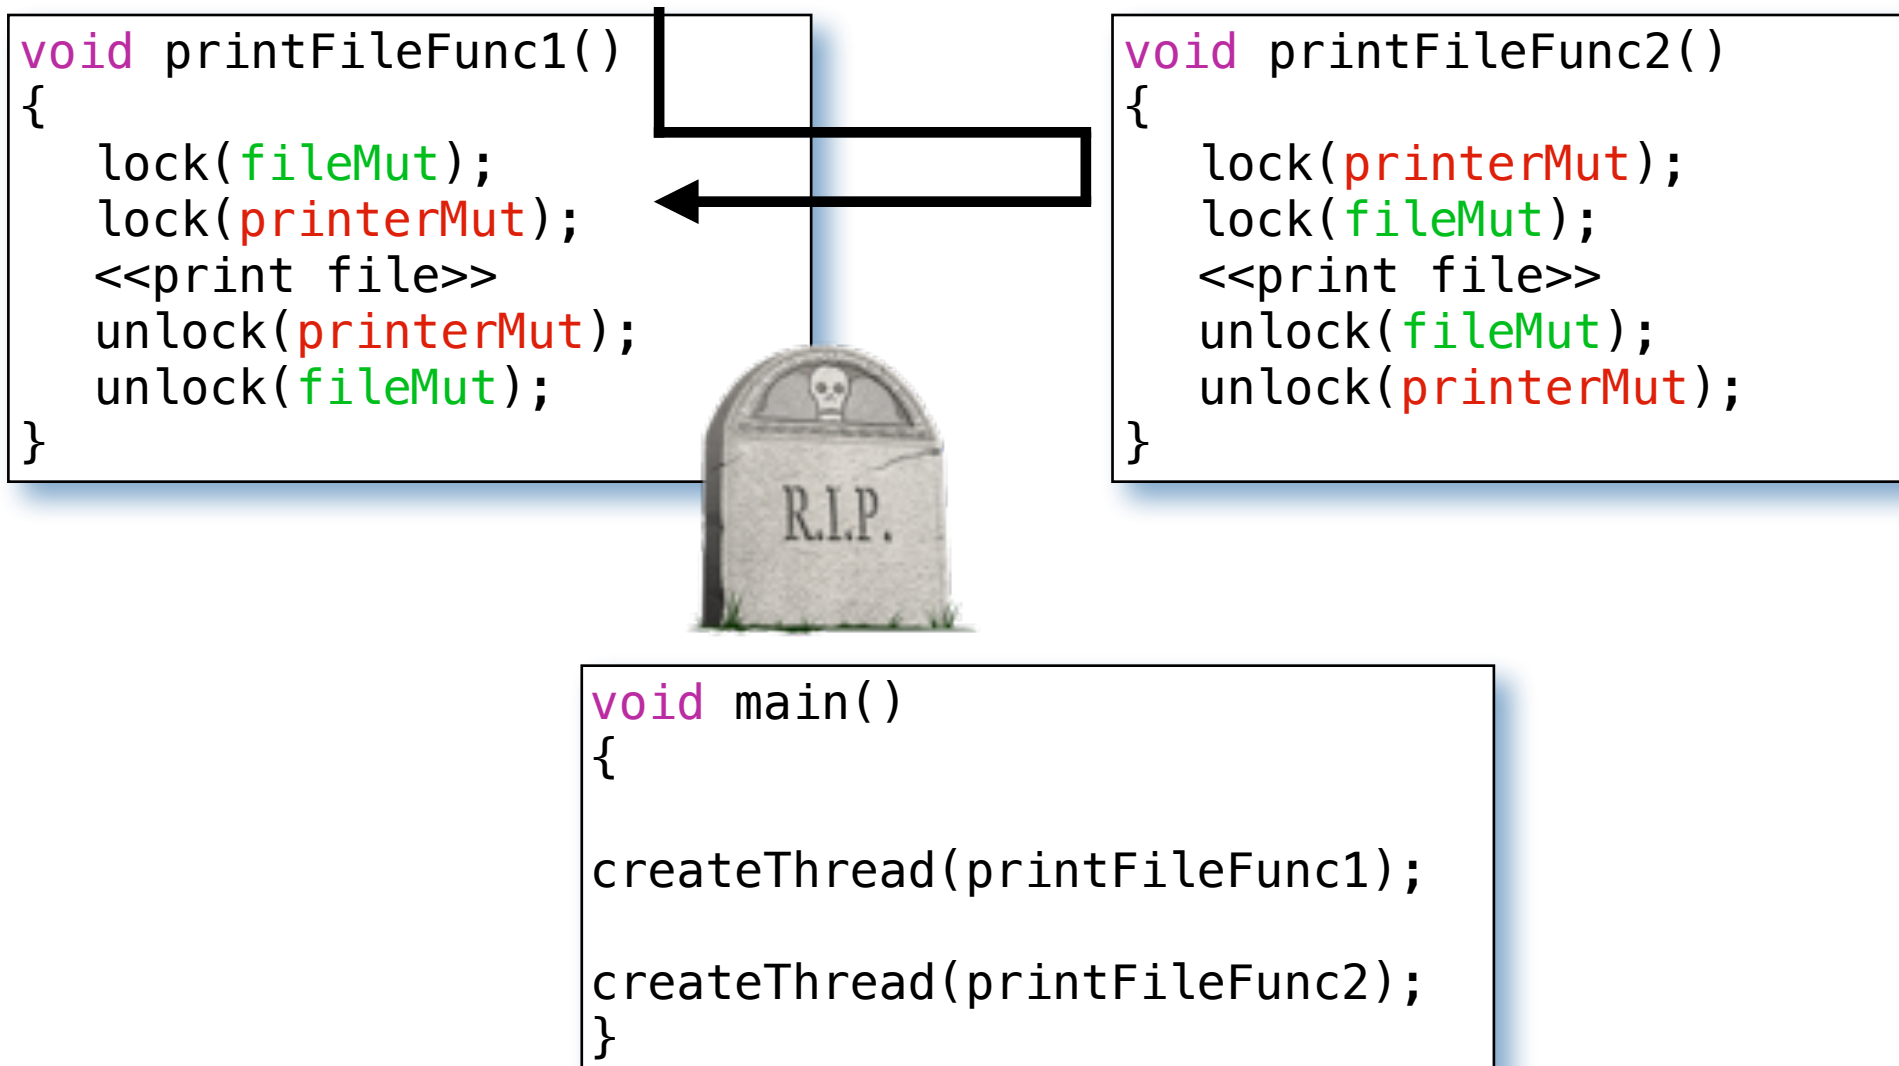 void printFileFunc1()
{
lock(fileMut);
lock(printerMut);
<<print file>>
unlock(printerMut);
unlock(fileMut);
}
void printFileFunc2()
{
lock(printerMut);
lock(fileMut);
<<print file>>
unlock(fileMut);
unlock(printerMut);
}
R.I.P.
void main()
{
createThread(printFileFunc1);
createThread(printFileFunc2);
}